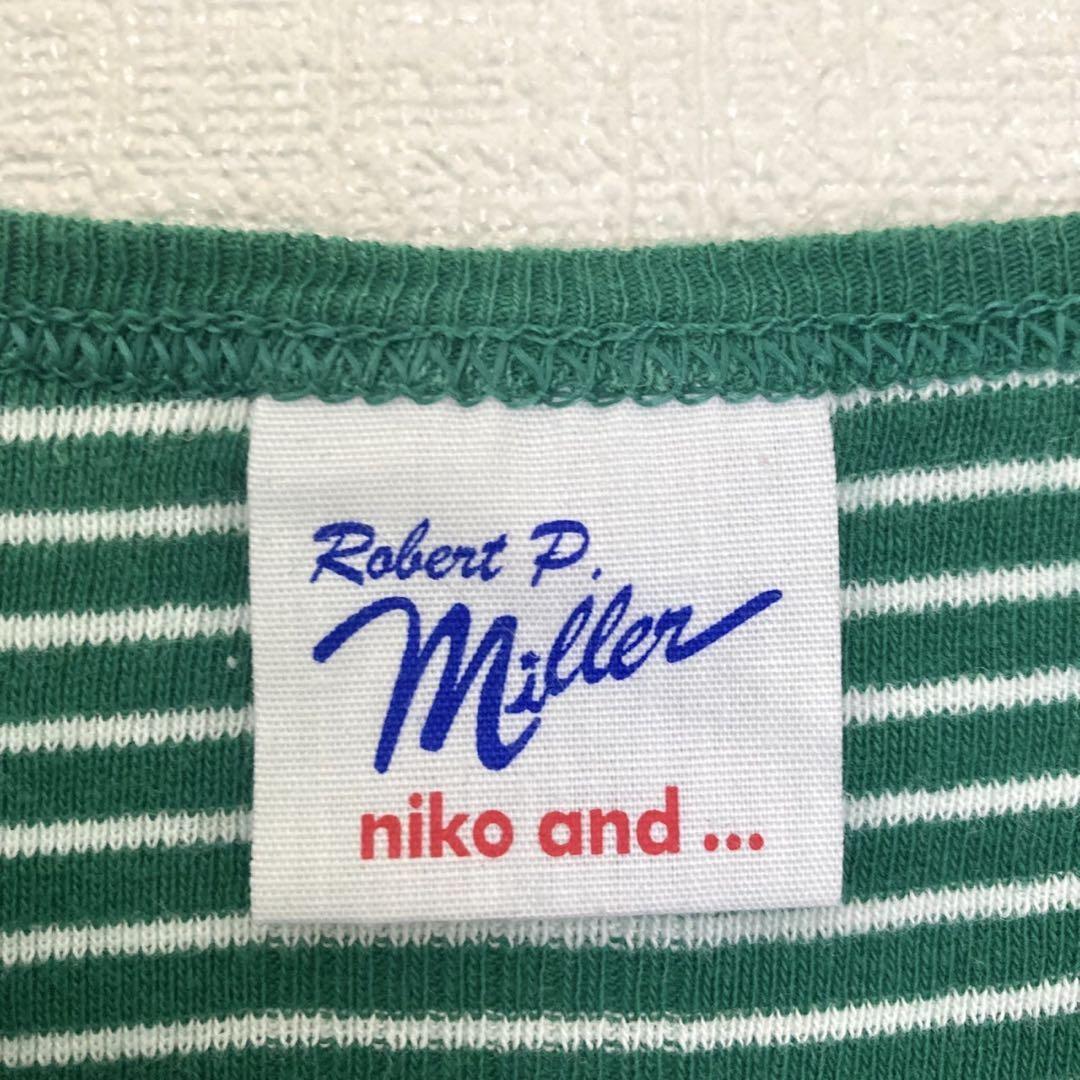 Robert P.
Miller
niko and ...